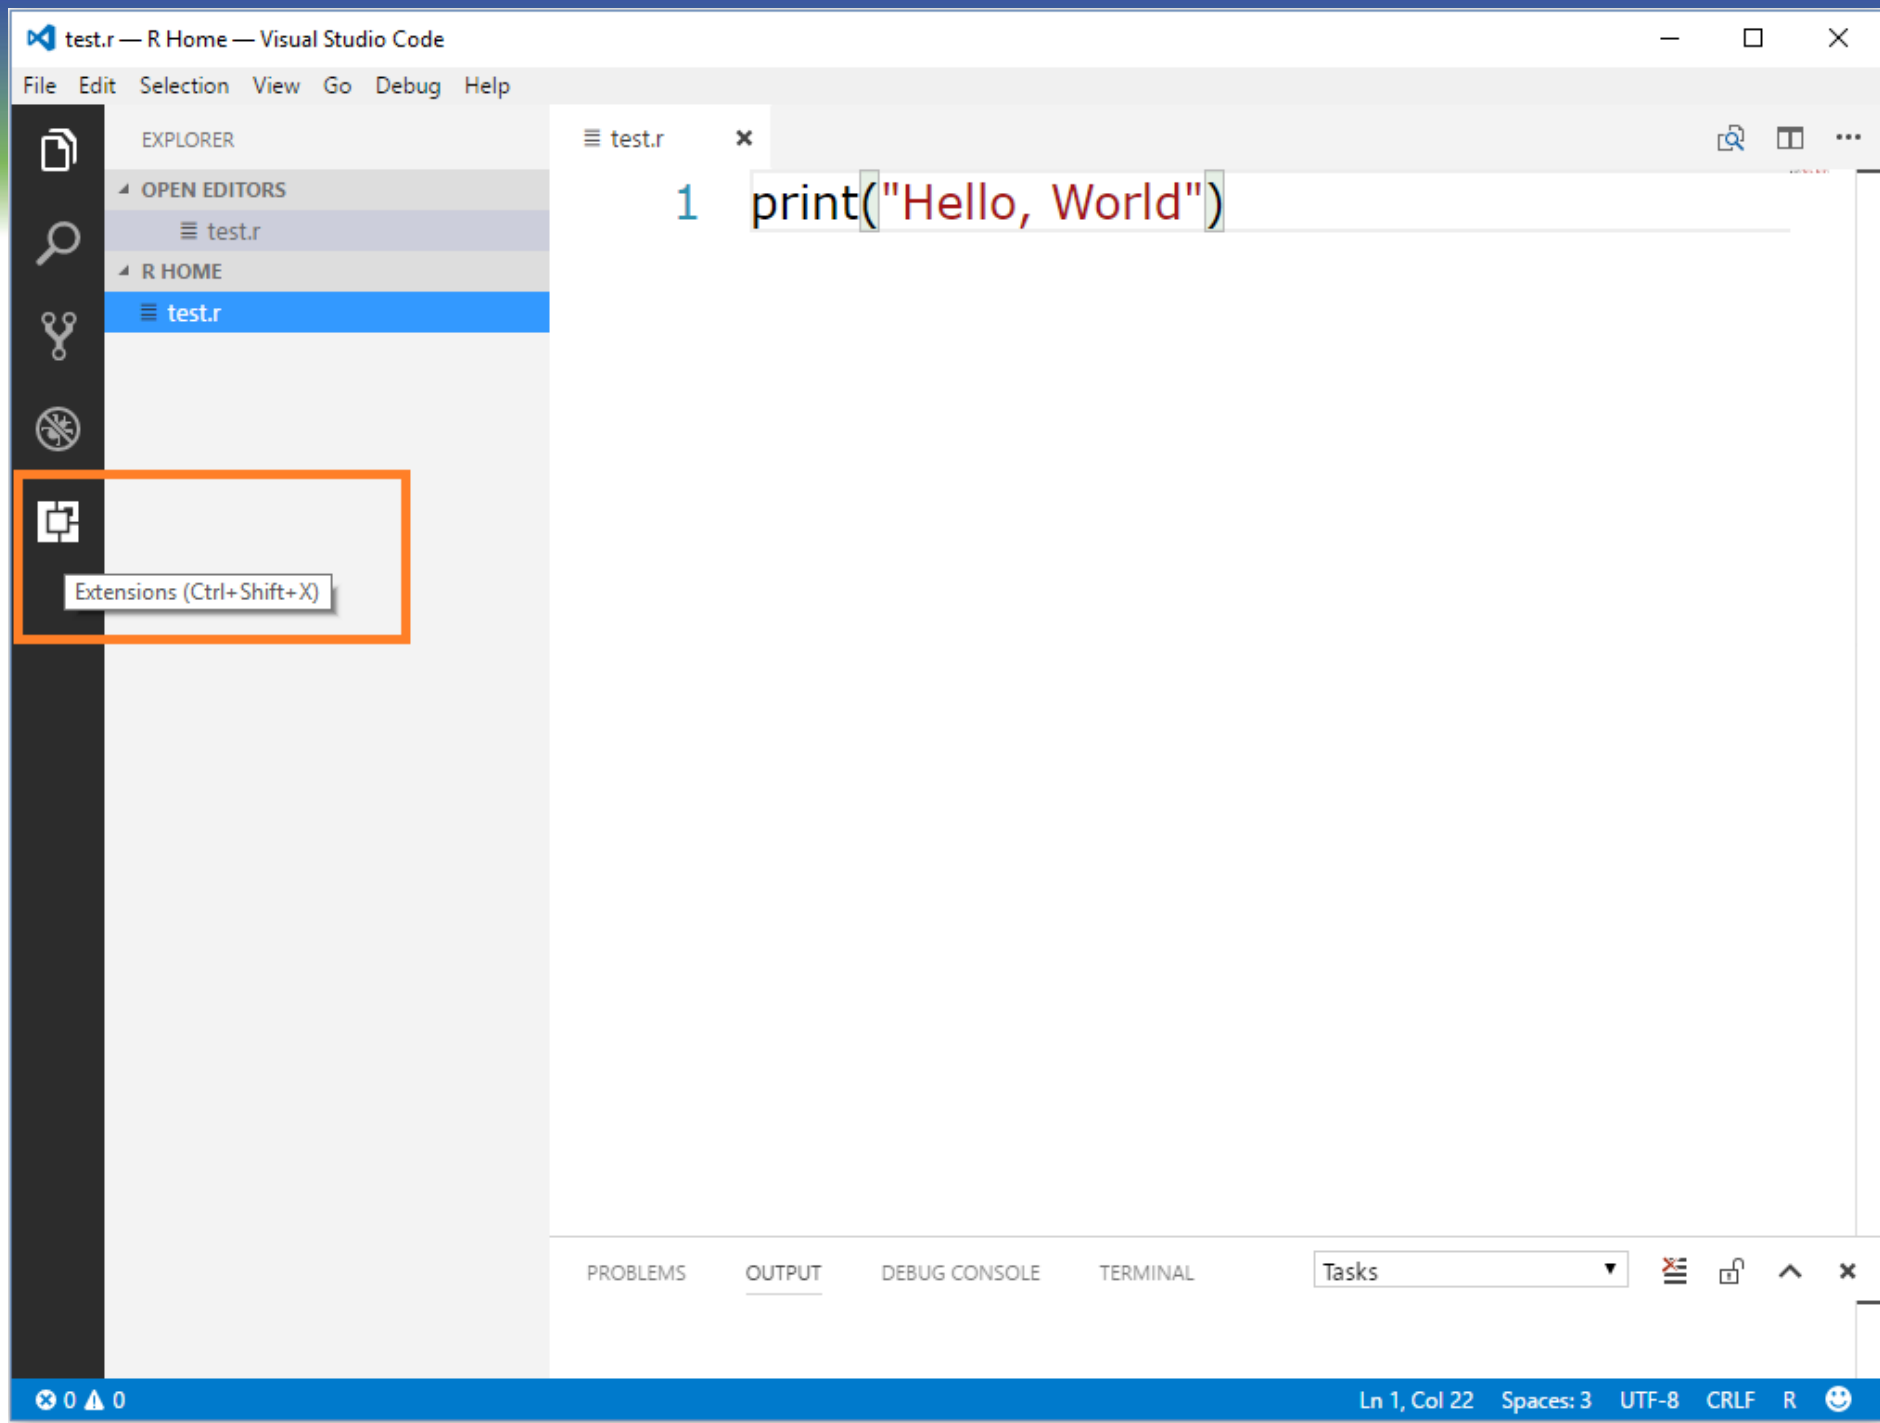 test.r — R Home — Visual Studio Code
File Edit Selection View Go Debug Help
EXPLORER
OPEN EDITORS
test.r
R HOME
test.r
Extensions (Ctrl+Shift+X)
test.r
1 print("Hello, World")
PROBLEMS OUTPUT DEBUG CONSOLE TERMINAL Tasks
0 0 Ln 1, Col 22 Spaces: 3 UTF-8 CRLF R